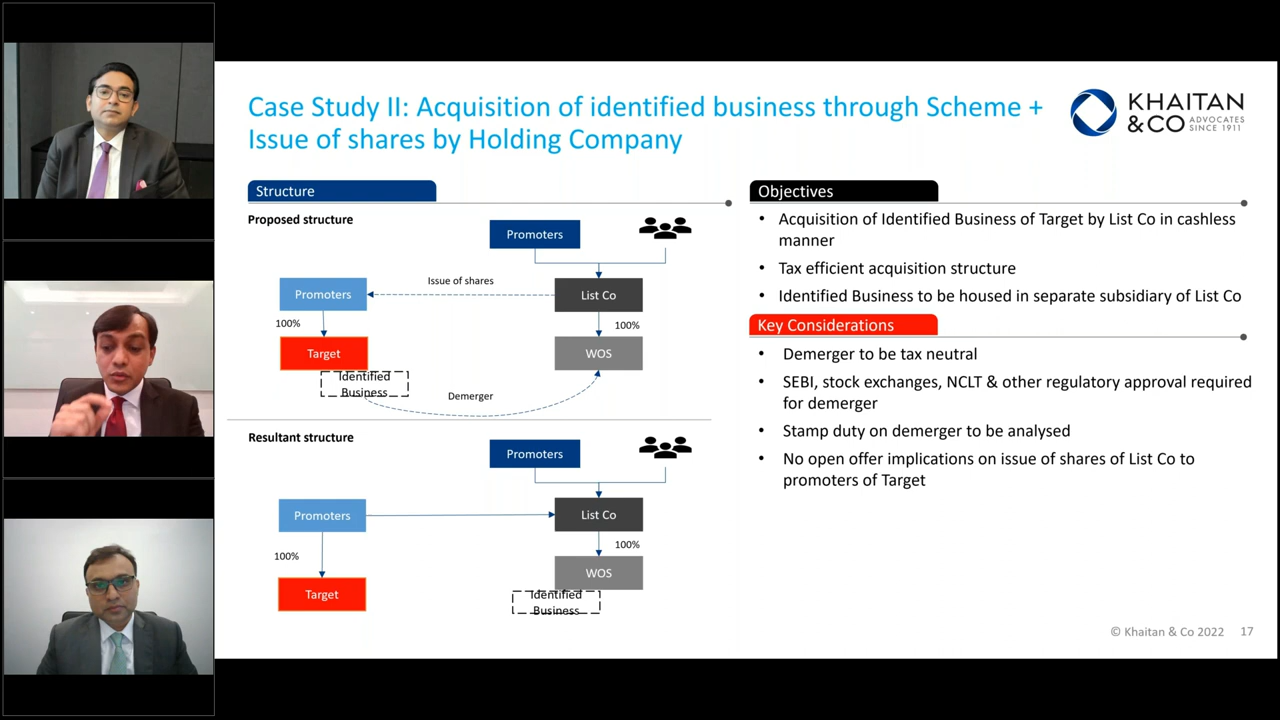 Case Study II: Acquisition of identified business through Scheme +
Issue of shares by Holding Company
KHAITAN
& CO ADVOCATES
SINCE 1911
Structure
Proposed structure
Promoters
Issue of shares
Promoters
List Co
100%
100%
Target
WOS
Identified
Business
Demerger
Resultant structure
Promoters
Promoters
List Co
100%
100%
WOS
Target
Identified
Business
Objectives
• Acquisition of Identified Business of Target by List Co in cashless
manner
• Tax efficient acquisition structure
• Identified Business to be housed in separate subsidiary of List Co
Key Considerations
• Demerger to be tax neutral
• SEBI, stock exchanges, NCLT & other regulatory approval required
for demerger
• Stamp duty on demerger to be analysed
• No open offer implications on issue of shares of List Co to
promoters of Target
© Khaitan & Co 2022 17